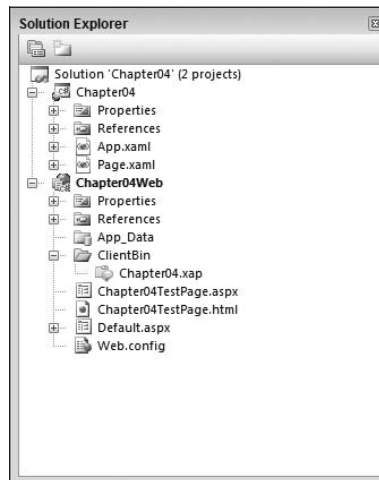 Solution Explorer
Solution 'Chapter04' (2 projects)
Chapter04
Properties
References
App.xaml
Page.xaml
Chapter04Web
Properties
References
App_Data
ClientBin
Chapter04.xap
Chapter04TestPage.aspx
Chapter04TestPage.html
Default.aspx
Web.config